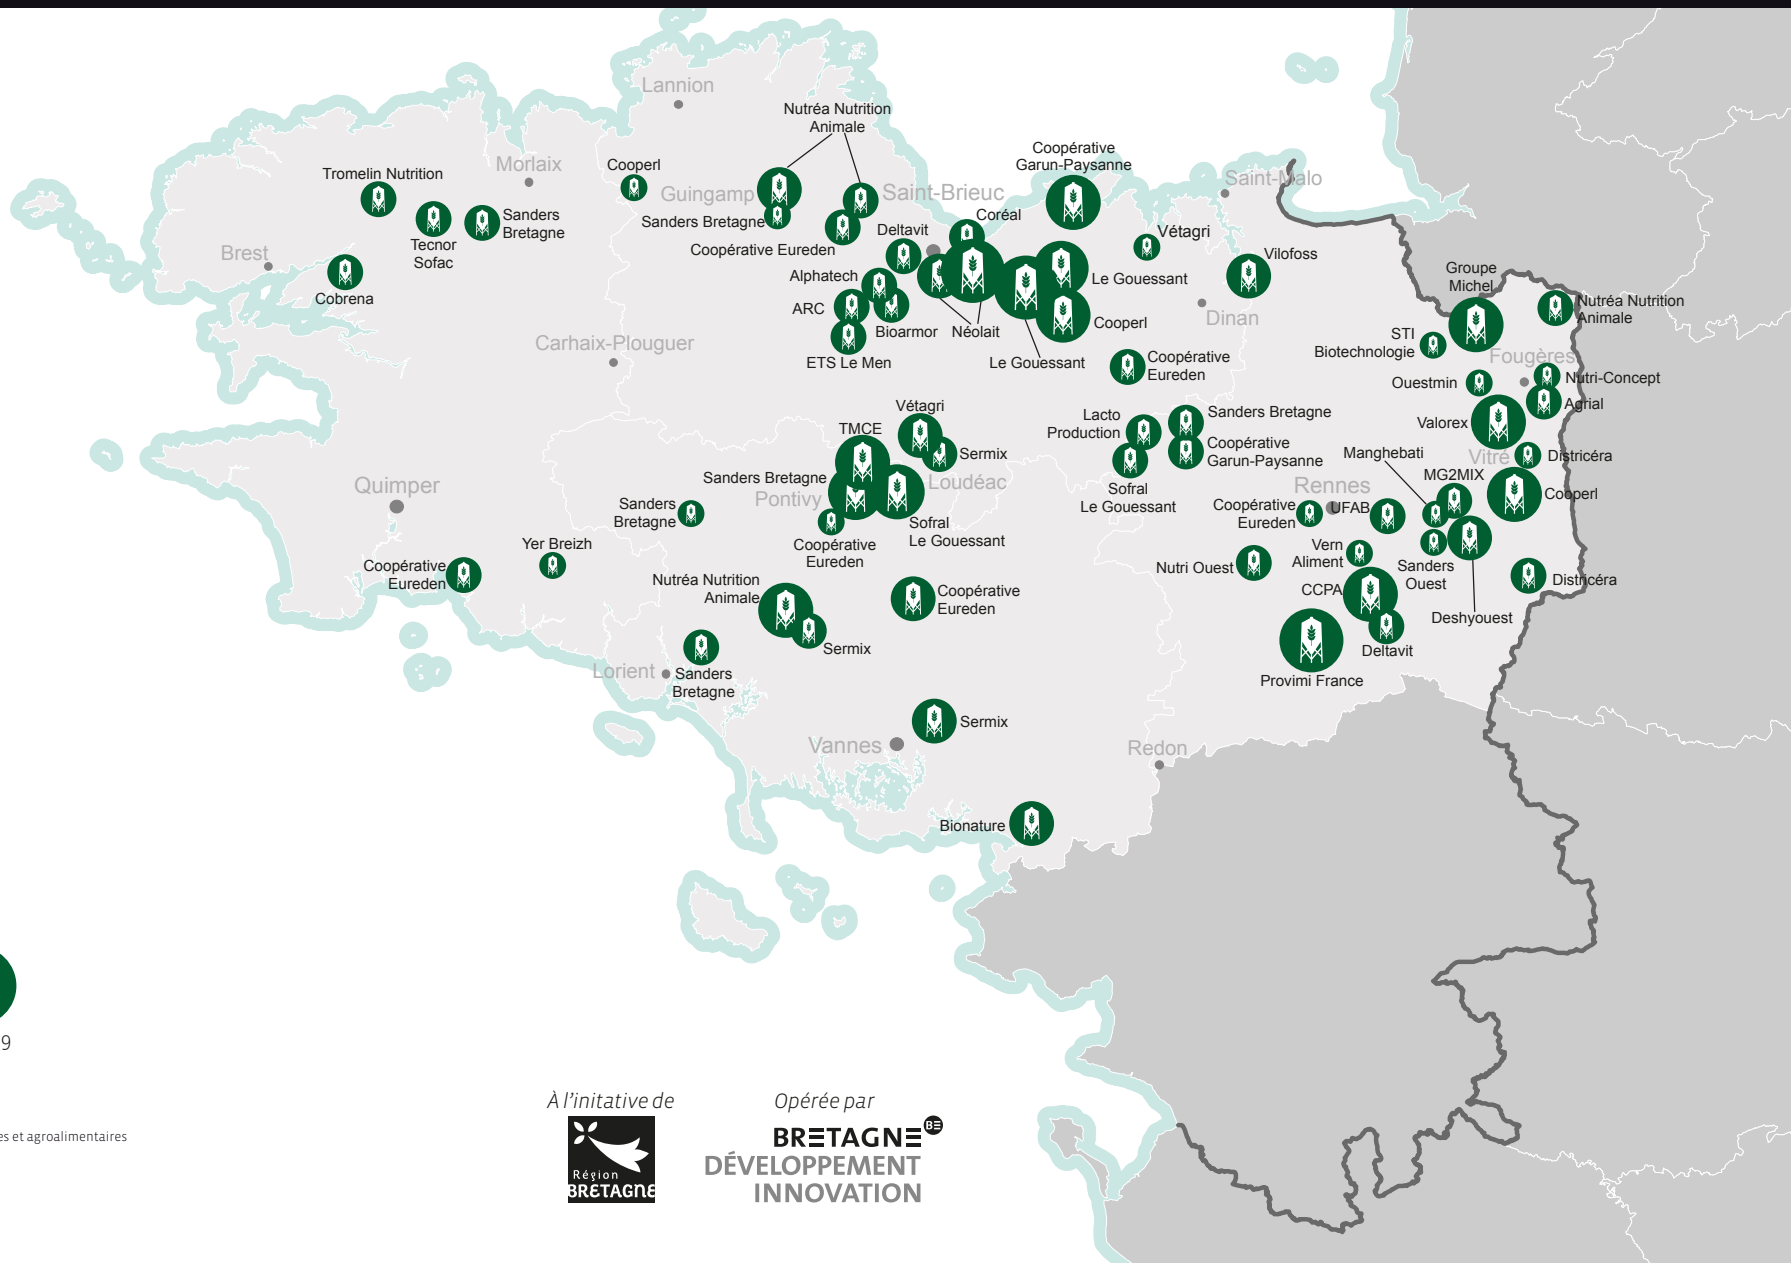 Lannion
Nutréa Nutrition
Animale
Coopérative
Garun-Paysanne
Morlaix
Cooperl
Tromelin Nutrition
Guingamp
Saint-Brieuc
Saint-Malo
Sanders
Bretagne
Sanders Bretagne
Coréal
Tecnor
Sofac
Deltavit
Vétagri
Coopérative Eureden
Brest
Vilofoss
Cobrena
Alphatech
Le Gouessant
Groupe
Michel
Nutréa Nutrition
Animale
ARC
Bioarmor
Néolait
Cooperl
Dinan
STI
Biotechnologie
Carhaix-Plouguer
ETS Le Men
Le Gouessant
Coopérative
Eureden
Fougères
Ouestmin
Nutri-Concept
Agrial
Vétagri
Lacto
Production
Sanders Bretagne
Valorex
TMCE
Sermix
Coopérative
Garun-Paysanne
Manghebati
Vitré
Districéra
Quimper
Sanders Bretagne
Pontivy
Loudéac
Sofral
Le Gouessant
Rennes
MG2MIX
Cooperl
Sanders
Bretagne
Sofral
Le Gouessant
Coopérative
Eureden
UFAB
Yer Breizh
Coopérative
Eureden
Vern
Aliment
Sanders
Ouest
Coopérative
Eureden
Nutri Ouest
Districéra
Nutréa Nutrition
Animale
Coopérative
Eureden
CCPA
Deshyouest
Sermix
Deltavit
Lorient
Sanders
Bretagne
Provimi France
Vannes
Sermix
Redon
Bionature
9
es et agroalimentaires
À l'initative de
Opérée par
Région
BRETAGNE
BRETAGNE
BE
DÉVELOPPEMENT
INNOVATION